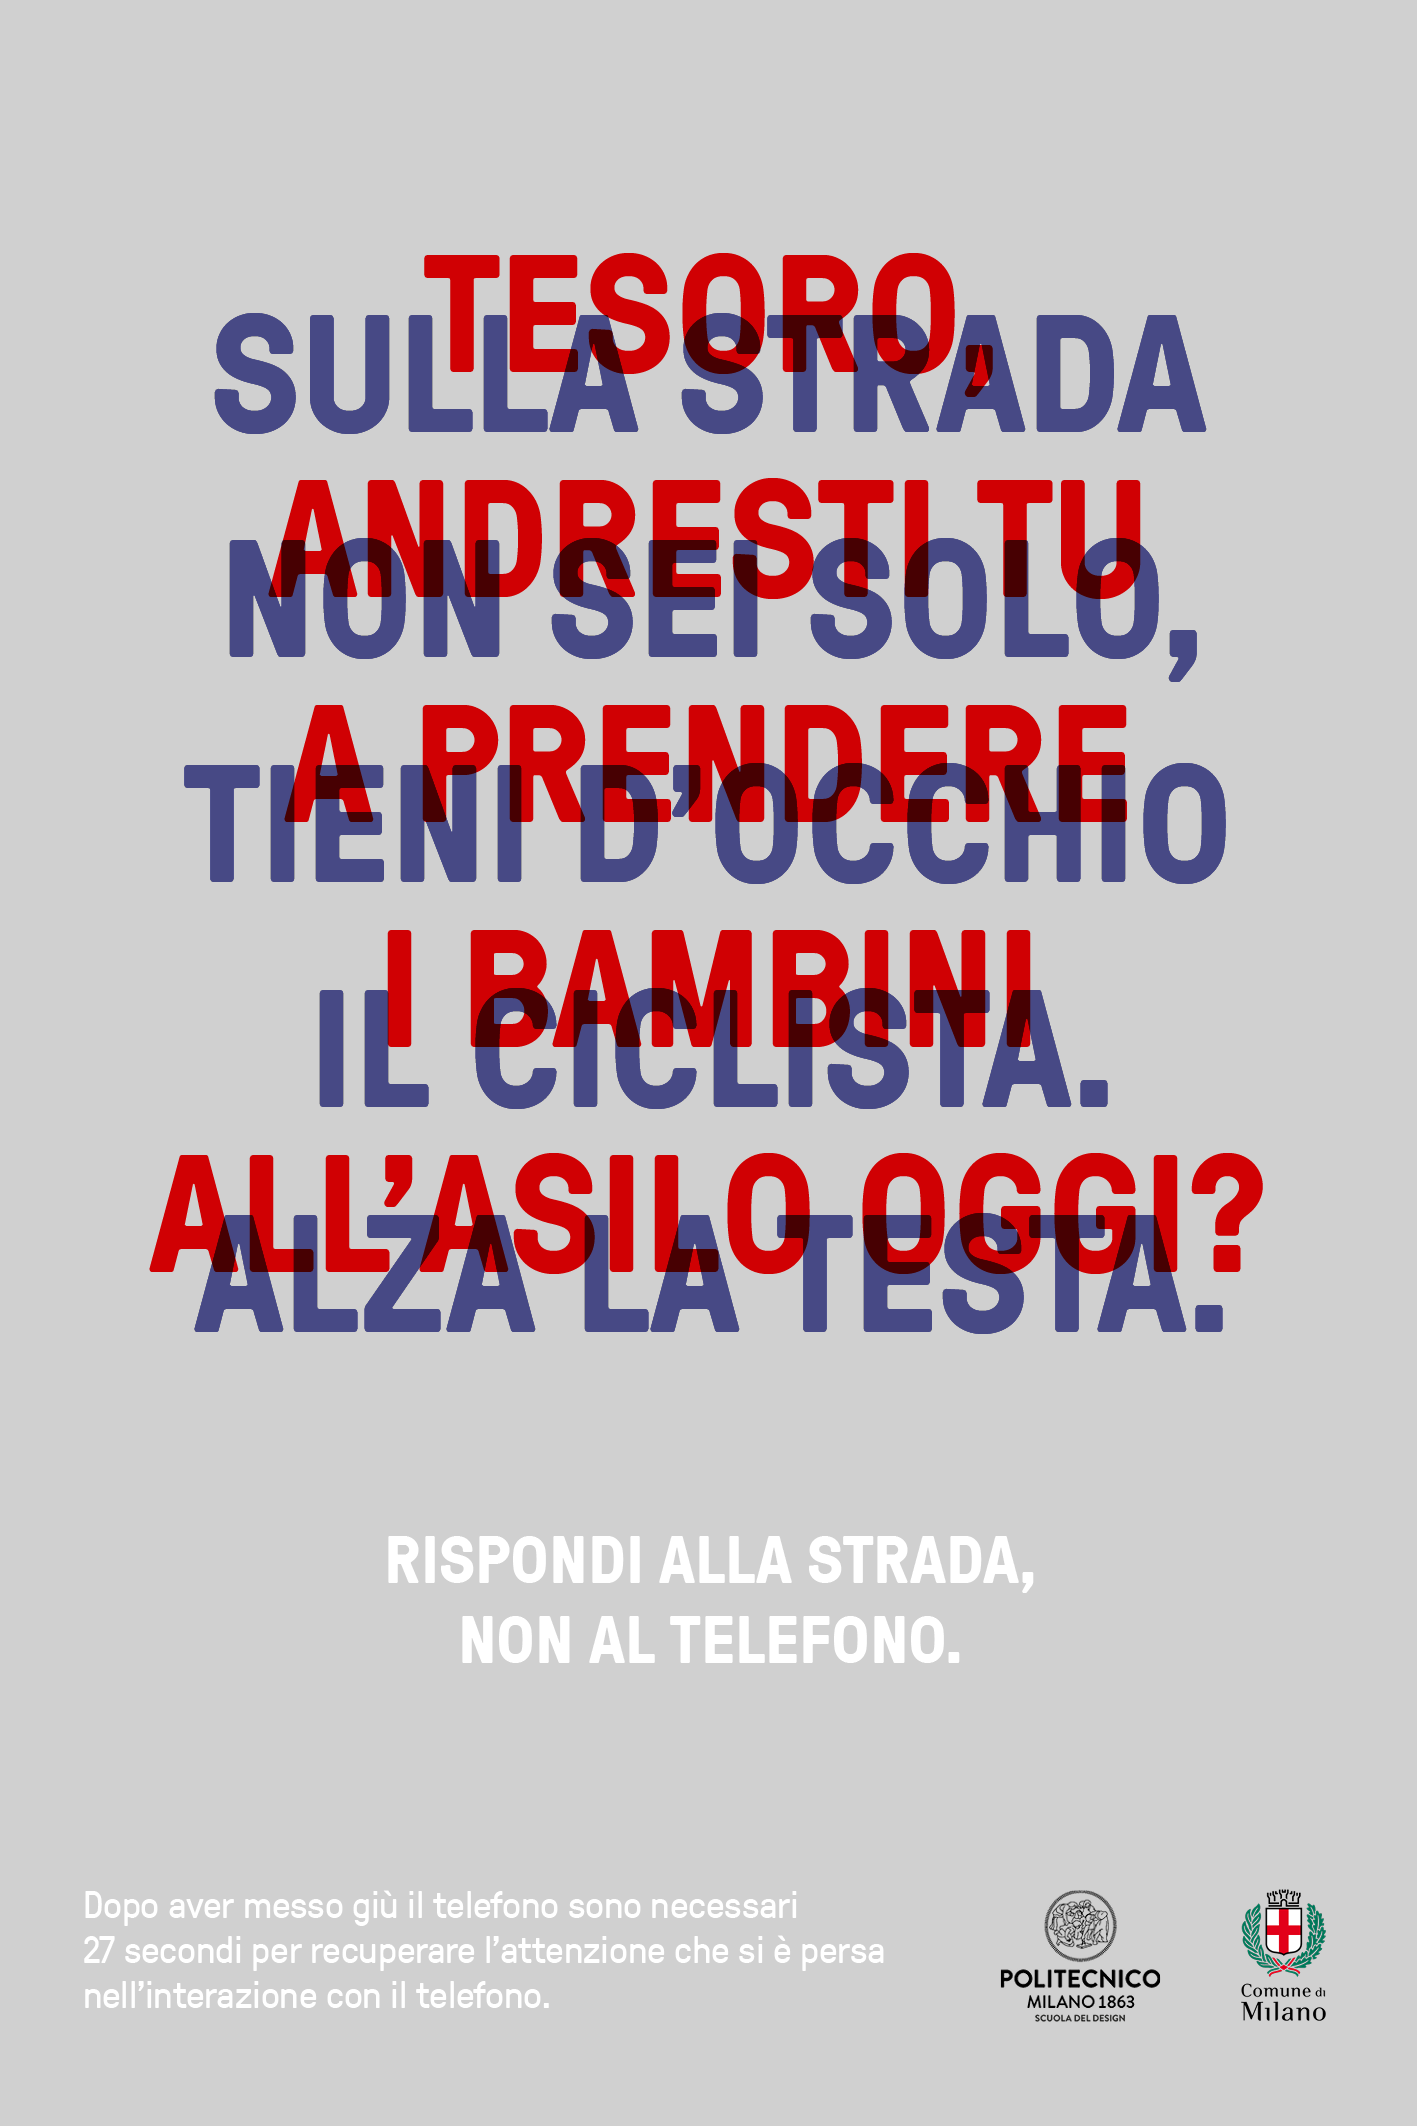 TESORO,
SULLA STRADA
ANDRESTI TU
NON SEI SOLO,
A PRENDERE
TIENI D’OCCHIO
I BAMBINI
IL CICLISTA.
ALL’ASILO OGGI?
ALZA LA TESTA.
RISPONDI ALLA STRADA,
NON AL TELEFONO.
Dopo aver messo giù il telefono sono necessari
27 secondi per recuperare l’attenzione che si è persa
nell’interazione con il telefono.
POLITECNICO
MILANO 1863
SCUOLA DEL DESIGN
Comune di
Milano